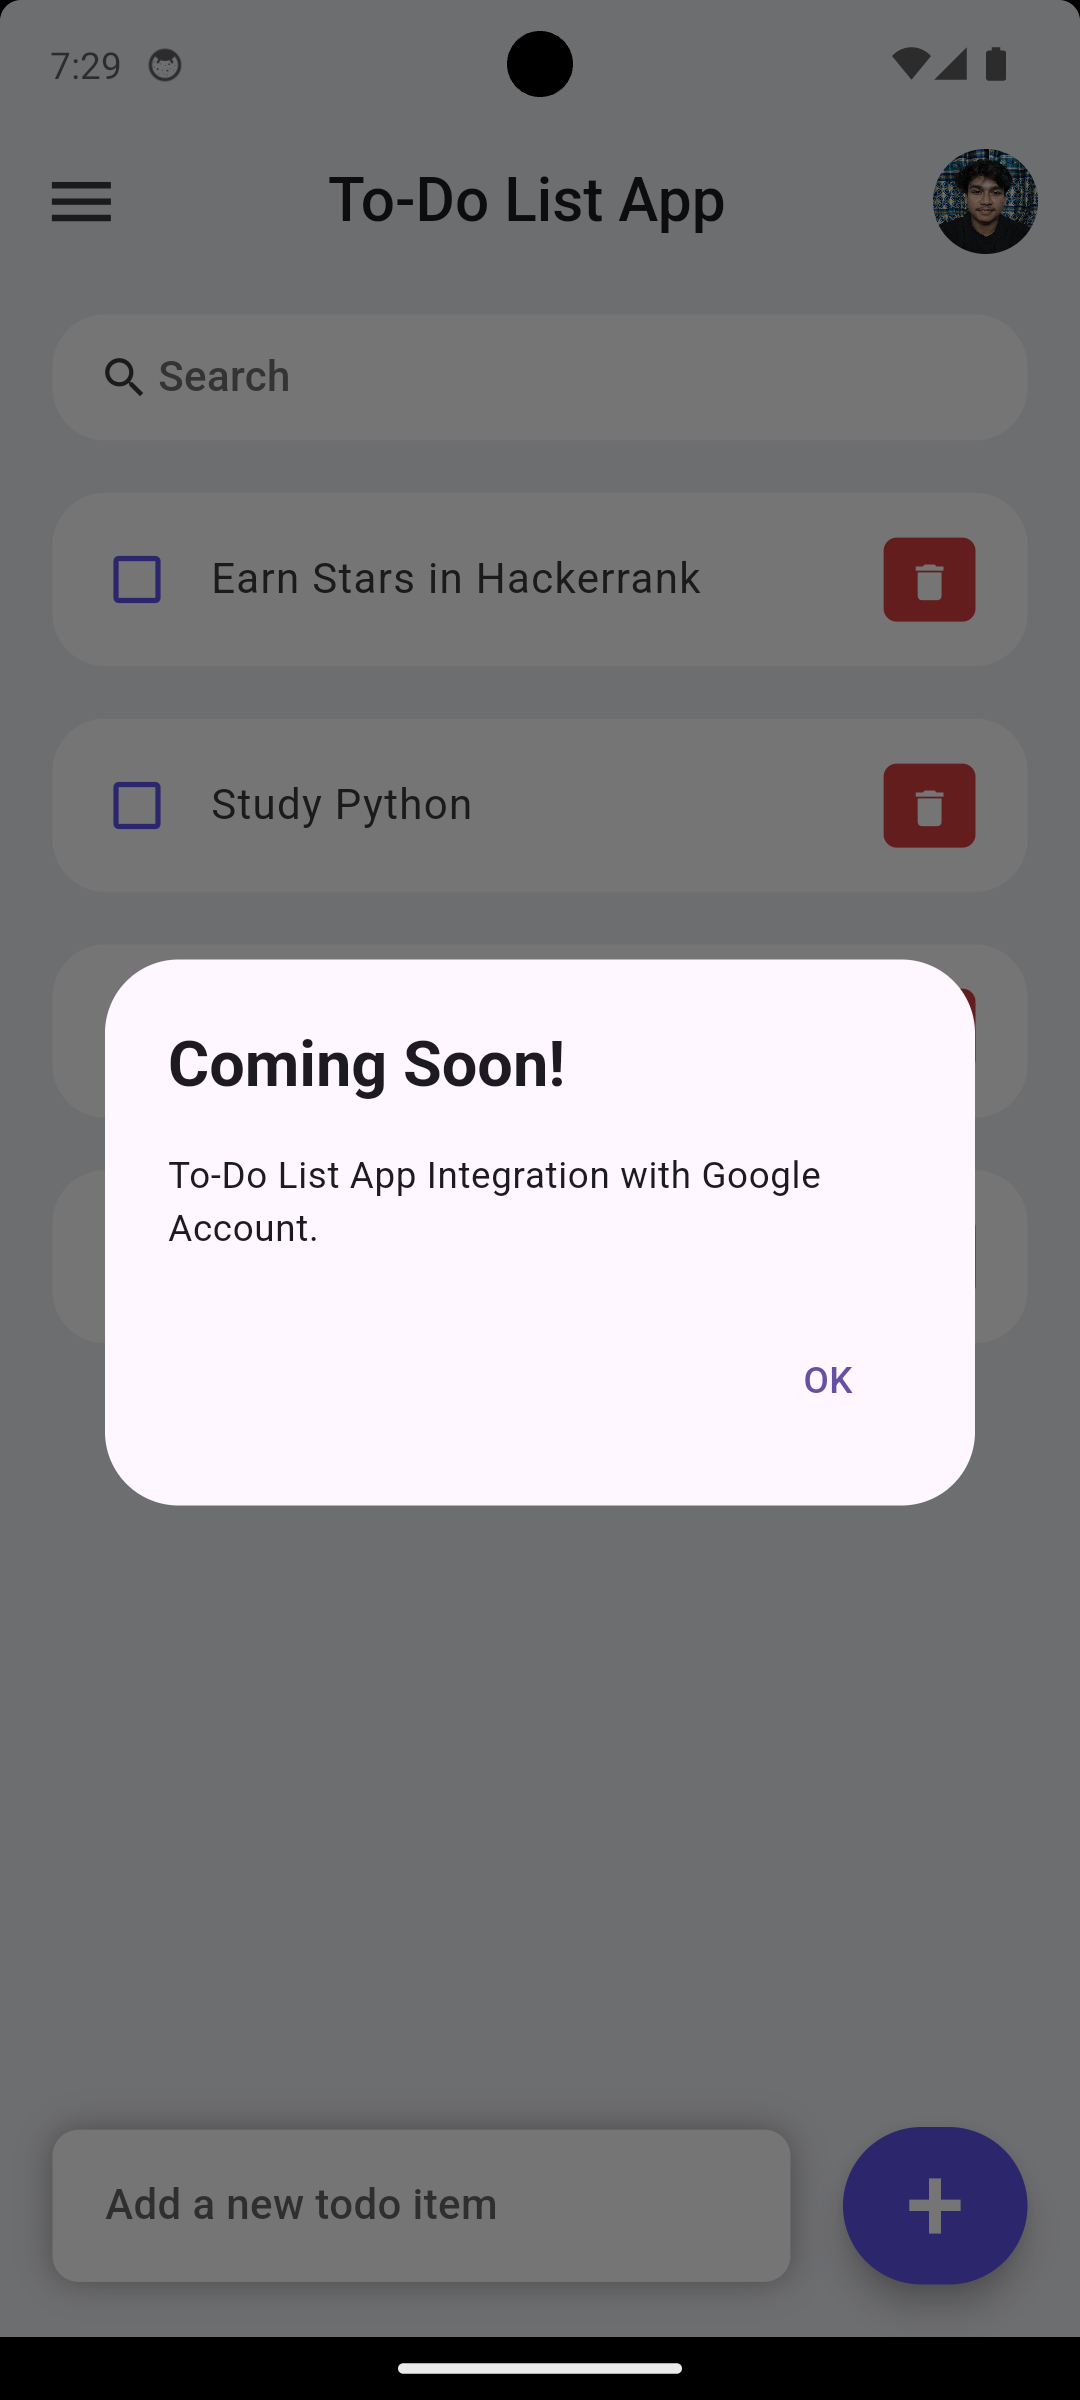 7:29
To-Do List App
Search
Earn Stars in Hackerrank
Study Python
Coming Soon!
To-Do List App Integration with Google
Account.
OK
Add a new todo item